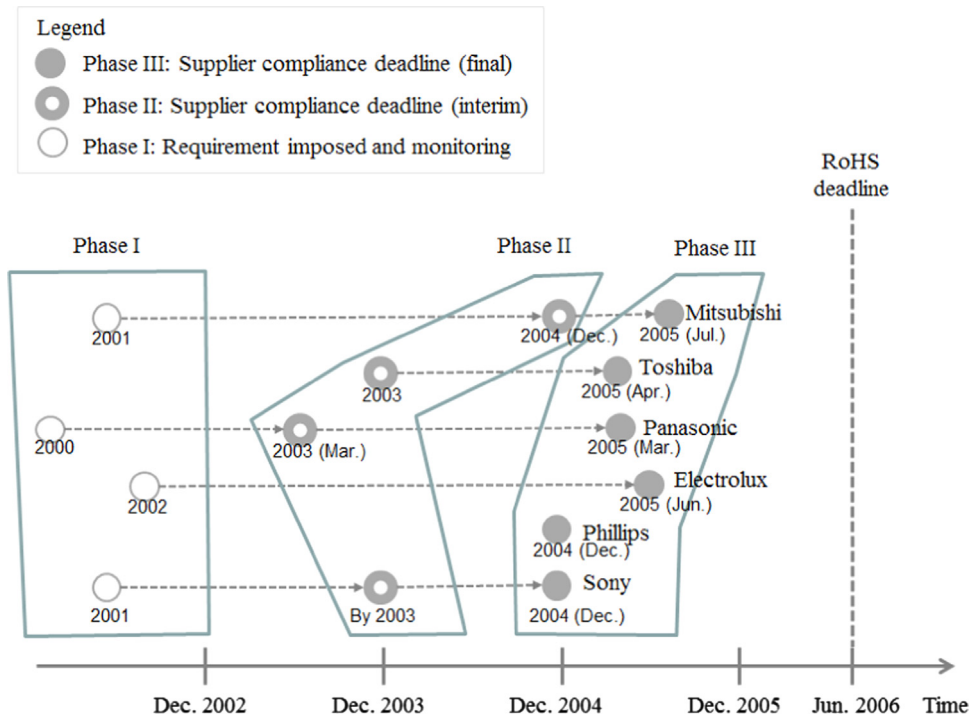 Legend
Phase III: Supplier compliance deadline (final)
Phase II: Supplier compliance deadline (interim)
Phase I: Requirement imposed and monitoring
RoHS
deadline
Phase I
Phase II
Phase III
2001
2004 (Dec.)
Mitsubishi
2005 (Jul.)
2003
Toshiba
2005 (Apr.)
2000
2003 (Mar.)
Panasonic
2005 (Mar.)
2002
Electrolux
2005 (Jun.)
Phillips
2004 (Dec.)
2001
By 2003
Sony
2004 (Dec.)
Dec. 2002
Dec. 2003
Dec. 2004
Dec. 2005
Jun. 2006
Time